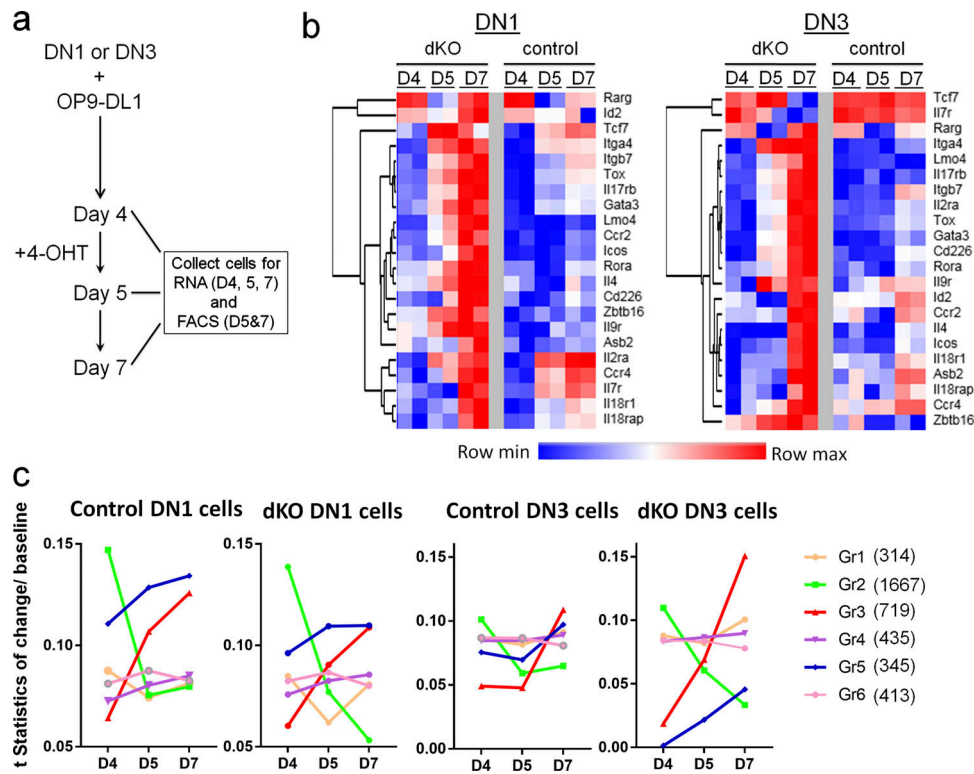 a
DN1 or DN3
+
OP9-DL1
Day 4
+4-OHT
Day 5
Day 7
Collect cells for
RNA (D4, 5, 7)
and
FACS (D5&7)
b
DN1
dKO control
D4 D5 D7 D4 D5 D7
Rarg
Id2
Tcf7
Itga4
Itgb7
Tox
Il17rb
Gata3
Lmo4
Ccr2
Icos
Rora
Il4
Cd226
Zbtb16
Il9r
Asb2
Il2ra
Ccr4
Il7r
Il18r1
Il18rap
DN3
dKO control
D4 D5 D7 D4 D5 D7
Tcf7
Il7r
Rarg
Itga4
Lmo4
Il17rb
Itgb7
Il2ra
Tox
Gata3
Cd226
Rora
Il9r
Id2
Ccr2
Il4
Icos
Il18r1
Asb2
Il18rap
Ccr4
Zbtb16
Row min Row max
c
t Statistics of change/ baseline
Control DN1 cells
0.15
0.10
0.05
D4 D5 D7
dKO DN1 cells
0.15
0.10
0.05
D4 D5 D7
Control DN3 cells
0.15
0.10
0.05
0.00
D4 D5 D7
dKO DN3 cells
0.15
0.10
0.05
0.00
D4 D5 D7
Gr1 (314)
Gr2 (1667)
Gr3 (719)
Gr4 (435)
Gr5 (345)
Gr6 (413)